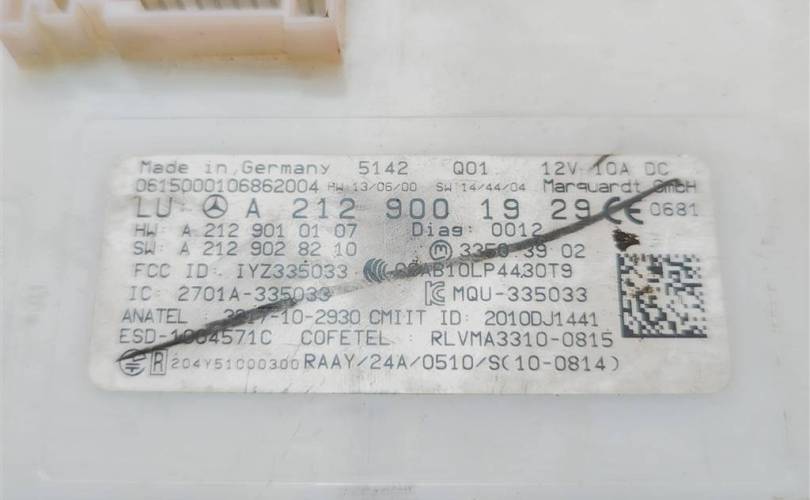 Made in Germany 5142 Q01 12V 10A DC
0615000106862004 HW 13/06/00 SW 14/44/04 Marquardt GmbH
LU A 212 900 19 29 CE 0681
HW: A 212 901 01 07 Diag: 0012
SW: A 212 902 82 10 M 3350 39 02
FCC ID: IYZ335033
IC: 2701A-335033 MQU-335033
ANATEL: CMIIT ID: 2010DJ1441
COFETEL: RLVMA3310-0815
R 204Y51000300 RAAY/24A/0510/S(10-0814)